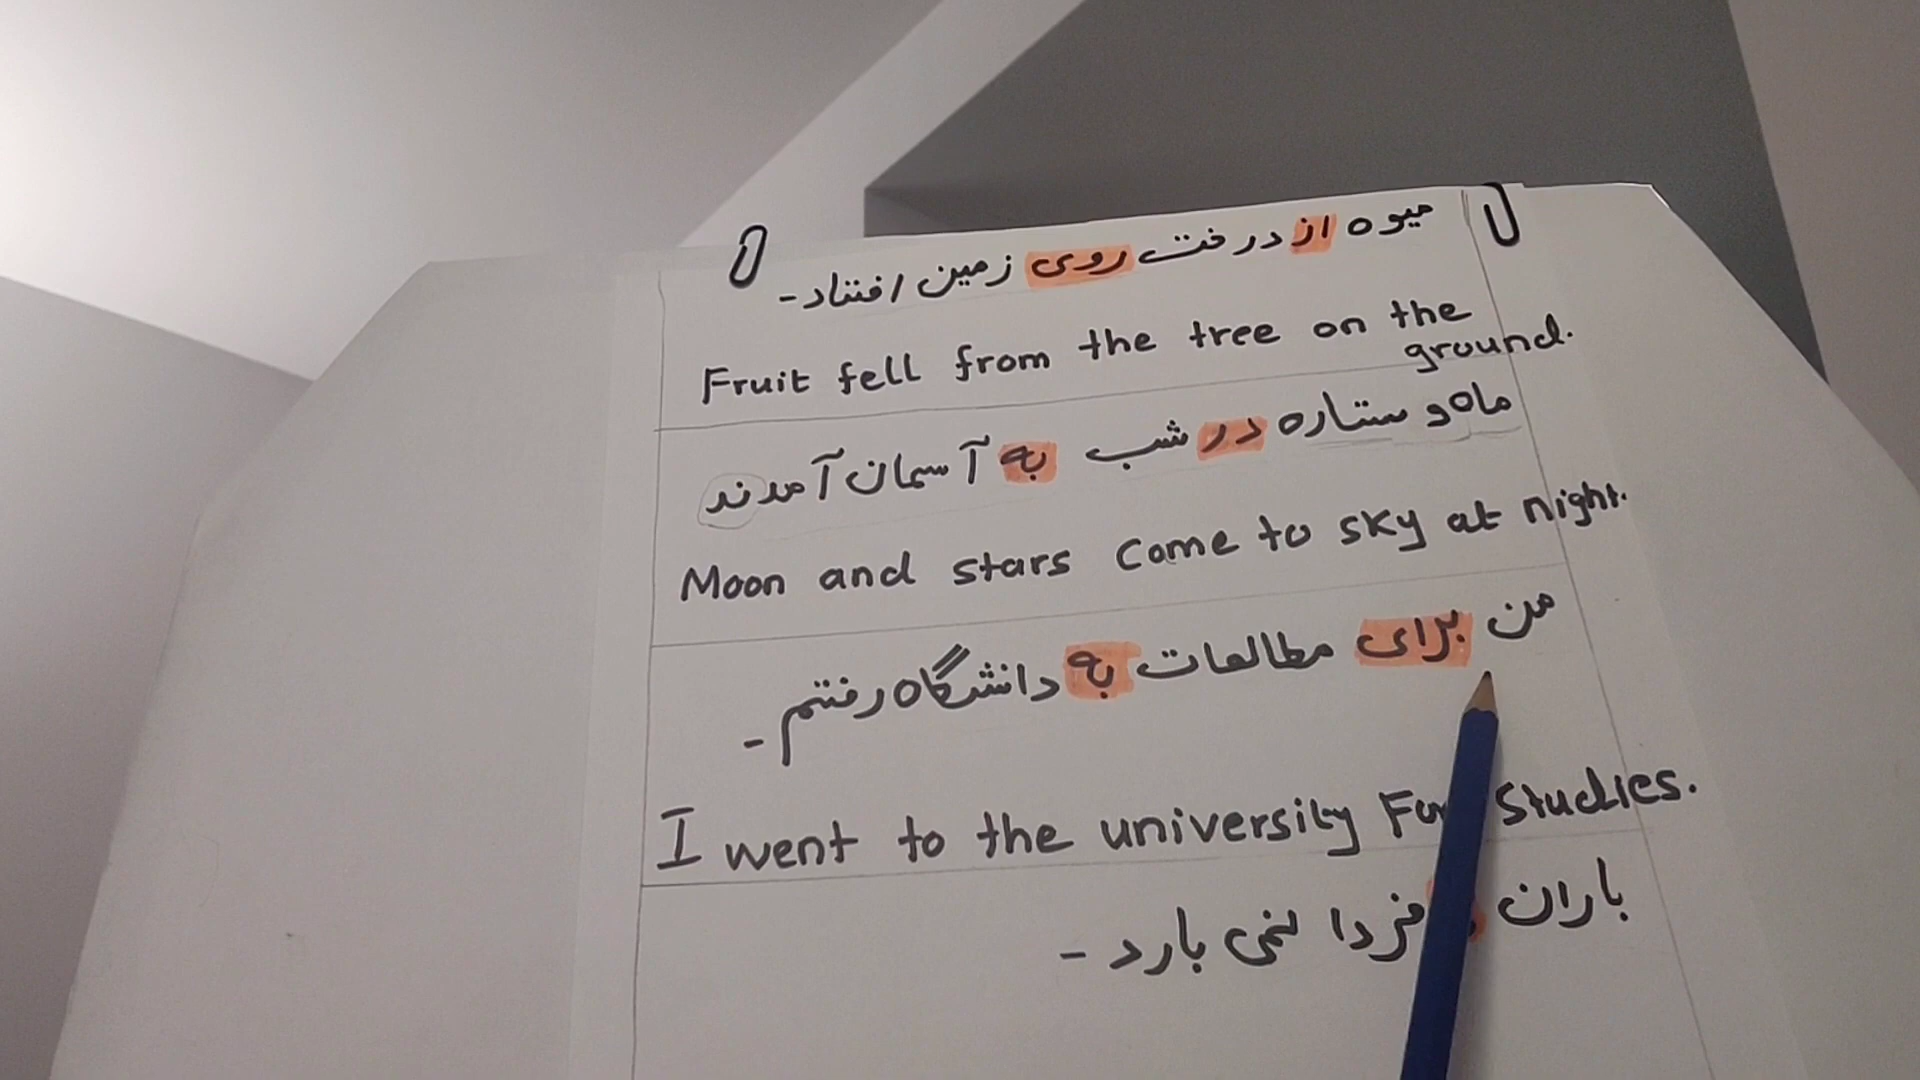 میوه از درخت روی زمین افتاد-
Fruit fell from the tree on the
ground.
ماه و ستاره در شب به آسمان آمدند
Moon and stars Come to sky at night.
من برای مطالعات به دانشگاه رفتم -
I went to the university For Studies.
باران فردا نمی بارد -